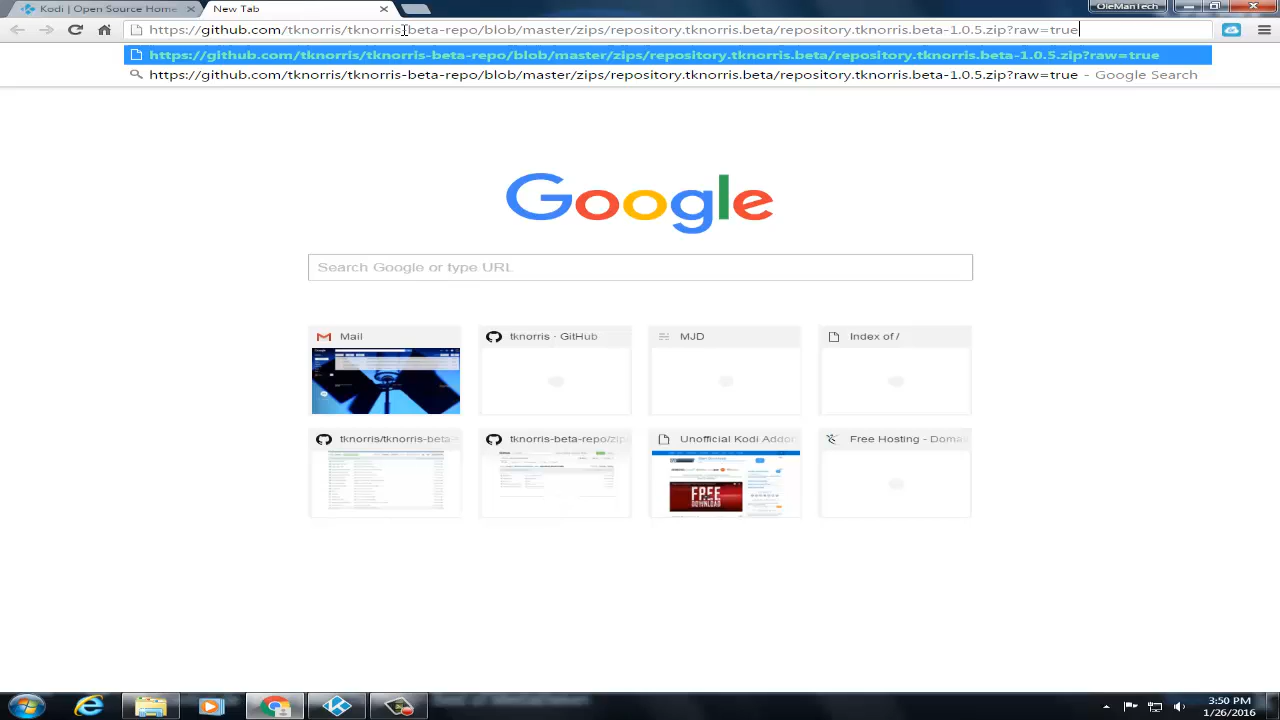 Kodi | Open Source Home
New Tab
OleManTech
https://github.com/tknorris/tknorris-beta-repo/blob/master/zips/repository.tknorris.beta/repository.tknorris.beta-1.0.5.zip?raw=true
https://github.com/tknorris/tknorris-beta-repo/blob/master/zips/repository.tknorris.beta/repository.tknorris.beta-1.0.5.zip?raw=true
https://github.com/tknorris/tknorris-beta-repo/blob/master/zips/repository.tknorris.beta/repository.tknorris.beta-1.0.5.zip?raw=true - Google Search
Google
Search Google or type URL
Mail
tknorris · GitHub
MJD
Index of /
tknorris/tknorris-beta-
tknorris-beta-repo/zips
Unofficial Kodi Addon
Free Hosting - Doma
FREE
DOWNLOAD
3:50 PM
1/26/2016